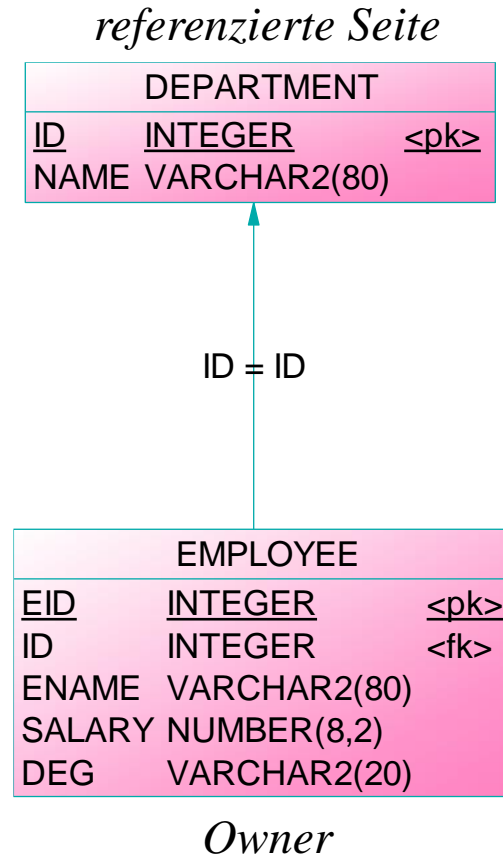 referenzierte Seite
DEPARTMENT
ID INTEGER <pk>
NAME VARCHAR2(80)
ID = ID
EMPLOYEE
EID INTEGER <pk>
ID INTEGER <fk>
ENAME VARCHAR2(80)
SALARY NUMBER(8,2)
DEG VARCHAR2(20)
Owner